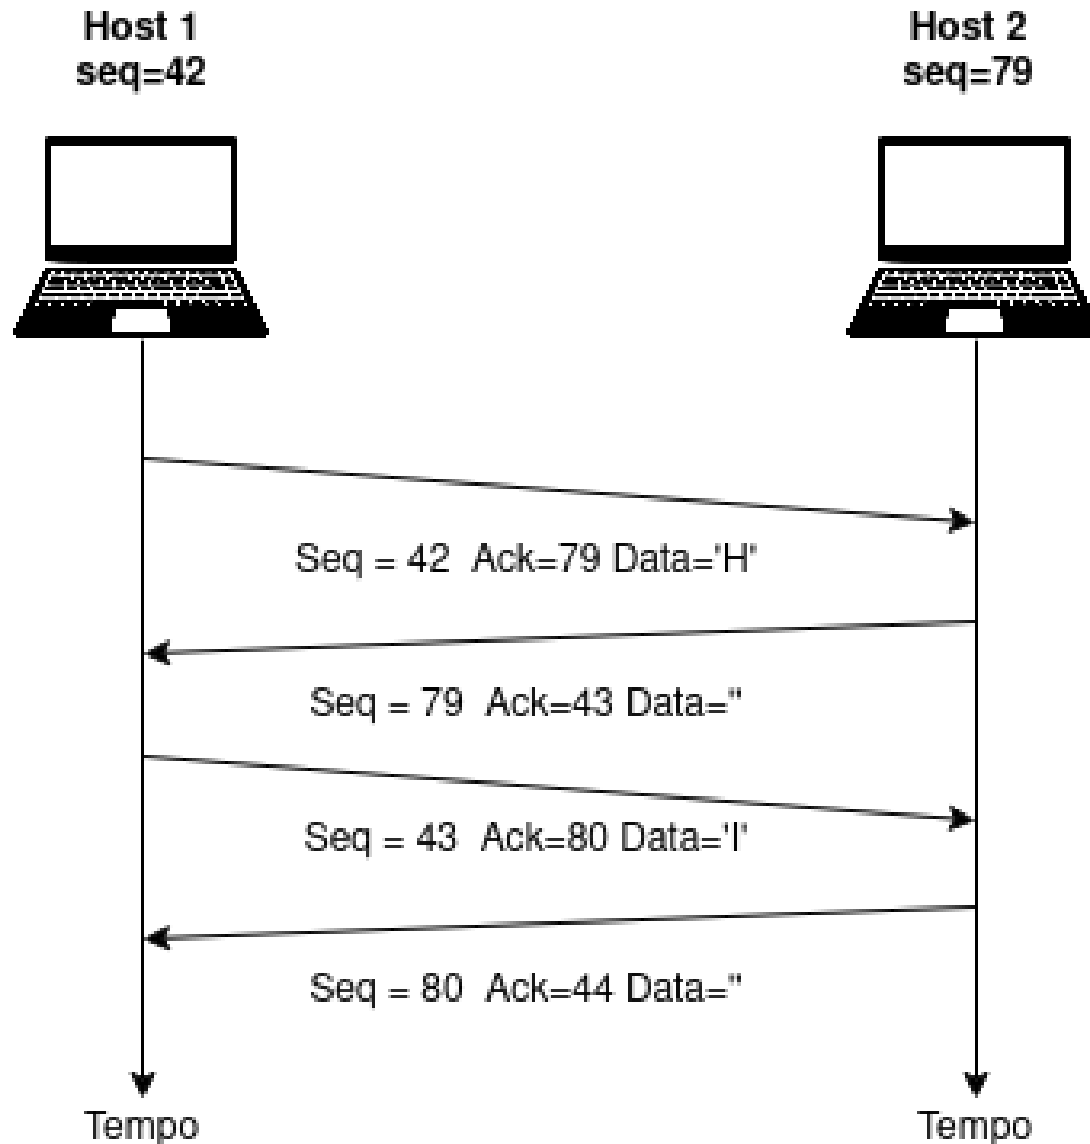 Host 1
seq=42
Host 2
seq=79
Seq = 42  Ack=79 Data='H'
Seq = 79  Ack=43 Data=''
Seq = 43  Ack=80 Data='I'
Seq = 80  Ack=44 Data=''
Tempo
Tempo